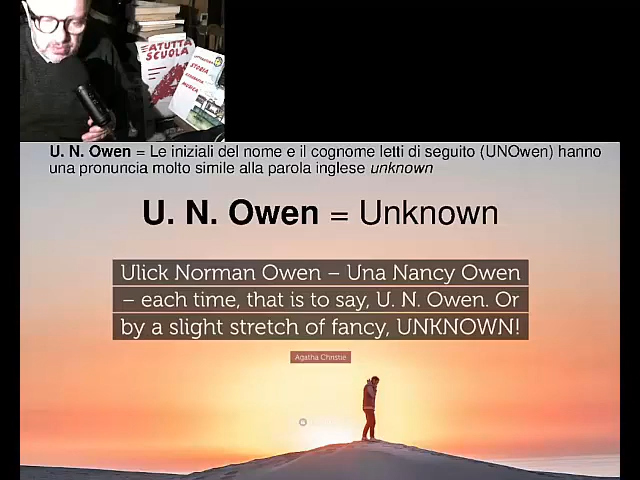 A TUTTA
SCUOLA
STORIA
MUSICA
U. N. Owen = Le iniziali del nome e il cognome letti di seguito (UNOwen) hanno
una pronuncia molto simile alla parola inglese unknown
U. N. Owen = Unknown
Ulick Norman Owen – Una Nancy Owen
– each time, that is to say, U. N. Owen. Or
by a slight stretch of fancy, UNKNOWN!
Agatha Christie